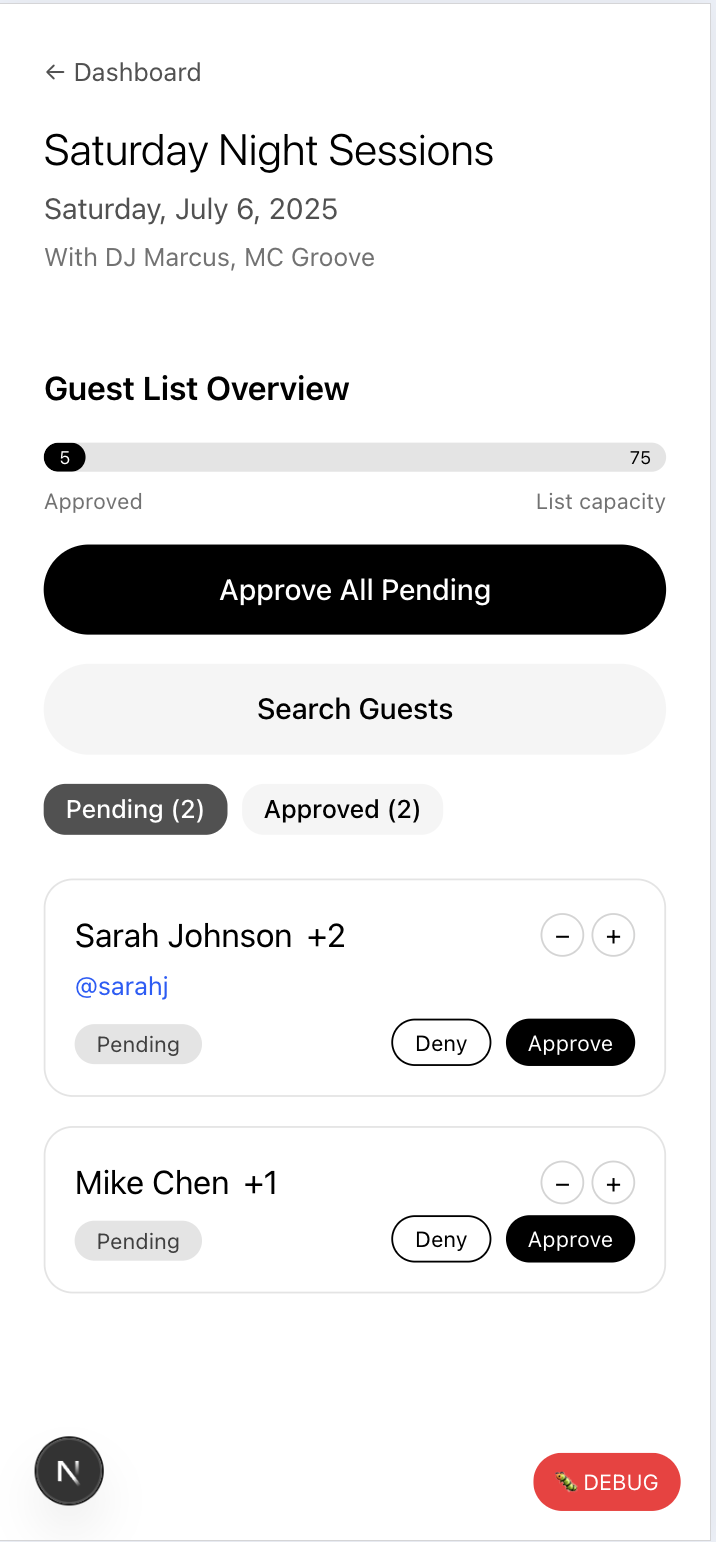 ← Dashboard
Saturday Night Sessions
Saturday, July 6, 2025
With DJ Marcus, MC Groove
Guest List Overview
5 75
Approved List capacity
Approve All Pending
Search Guests
Pending (2) Approved (2)
Sarah Johnson +2 − +
@sarahj
Pending Deny Approve
Mike Chen +1 − +
Pending Deny Approve
N 🐛 DEBUG